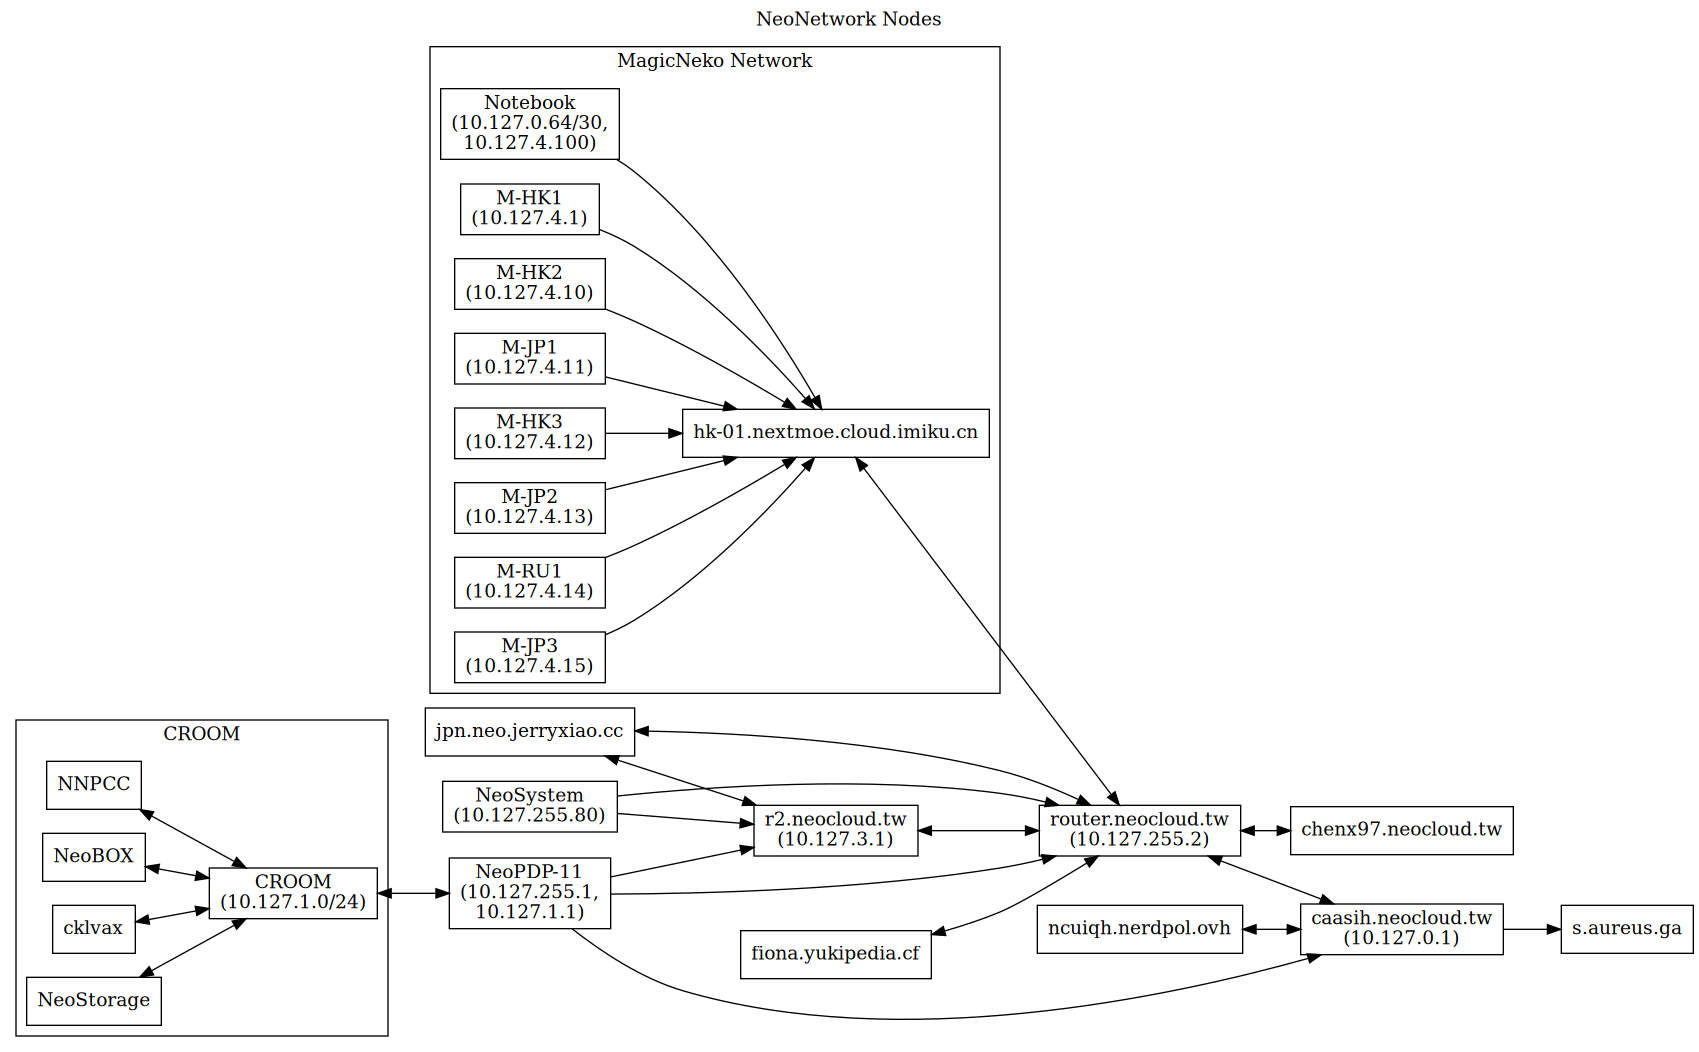 NeoNetwork Nodes
MagicNeko Network
Notebook
(10.127.0.64/30,
10.127.4.100)
M-HK1
(10.127.4.1)
M-HK2
(10.127.4.10)
M-JP1
(10.127.4.11)
M-HK3
(10.127.4.12)
M-JP2
(10.127.4.13)
M-RU1
(10.127.4.14)
M-JP3
(10.127.4.15)
hk-01.nextmoe.cloud.imiku.cn
CROOM
NNPCC
NeoBOX
cklvax
NeoStorage
CROOM
(10.127.1.0/24)
jpn.neo.jerryxiao.cc
NeoSystem
(10.127.255.80)
NeoPDP-11
(10.127.255.1,
10.127.1.1)
r2.neocloud.tw
(10.127.3.1)
fiona.yukipedia.cf
router.neocloud.tw
(10.127.255.2)
ncuiqh.nerdpol.ovh
chenx97.neocloud.tw
caasih.neocloud.tw
(10.127.0.1)
s.aureus.ga